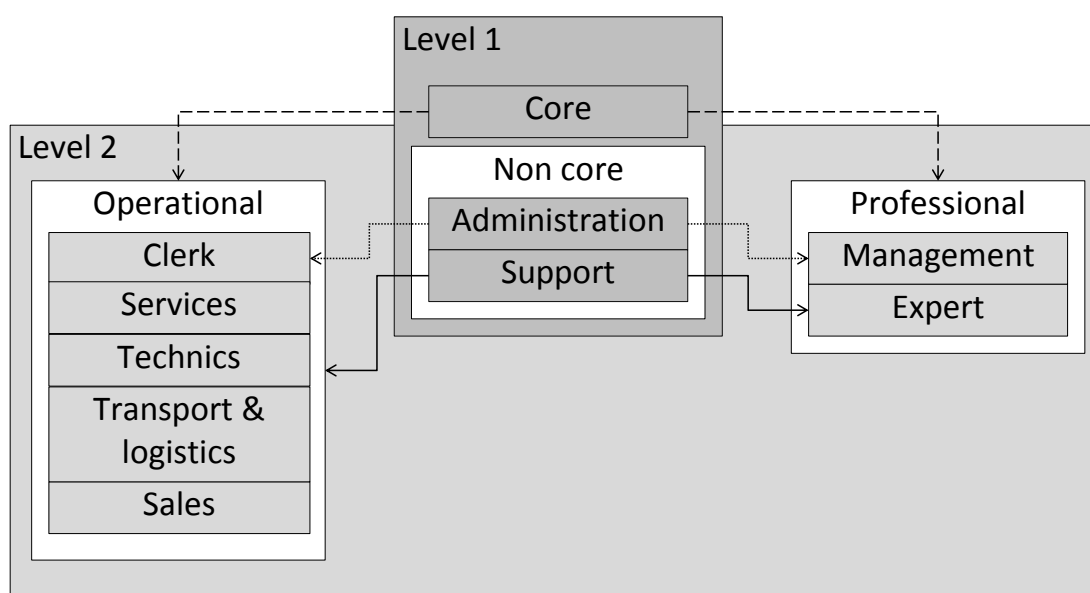 Level 1
Core
Level 2
Non core
Operational
Professional
Administration
Clerk
Management
Support
Services
Expert
Technics
Transport &
logistics
Sales